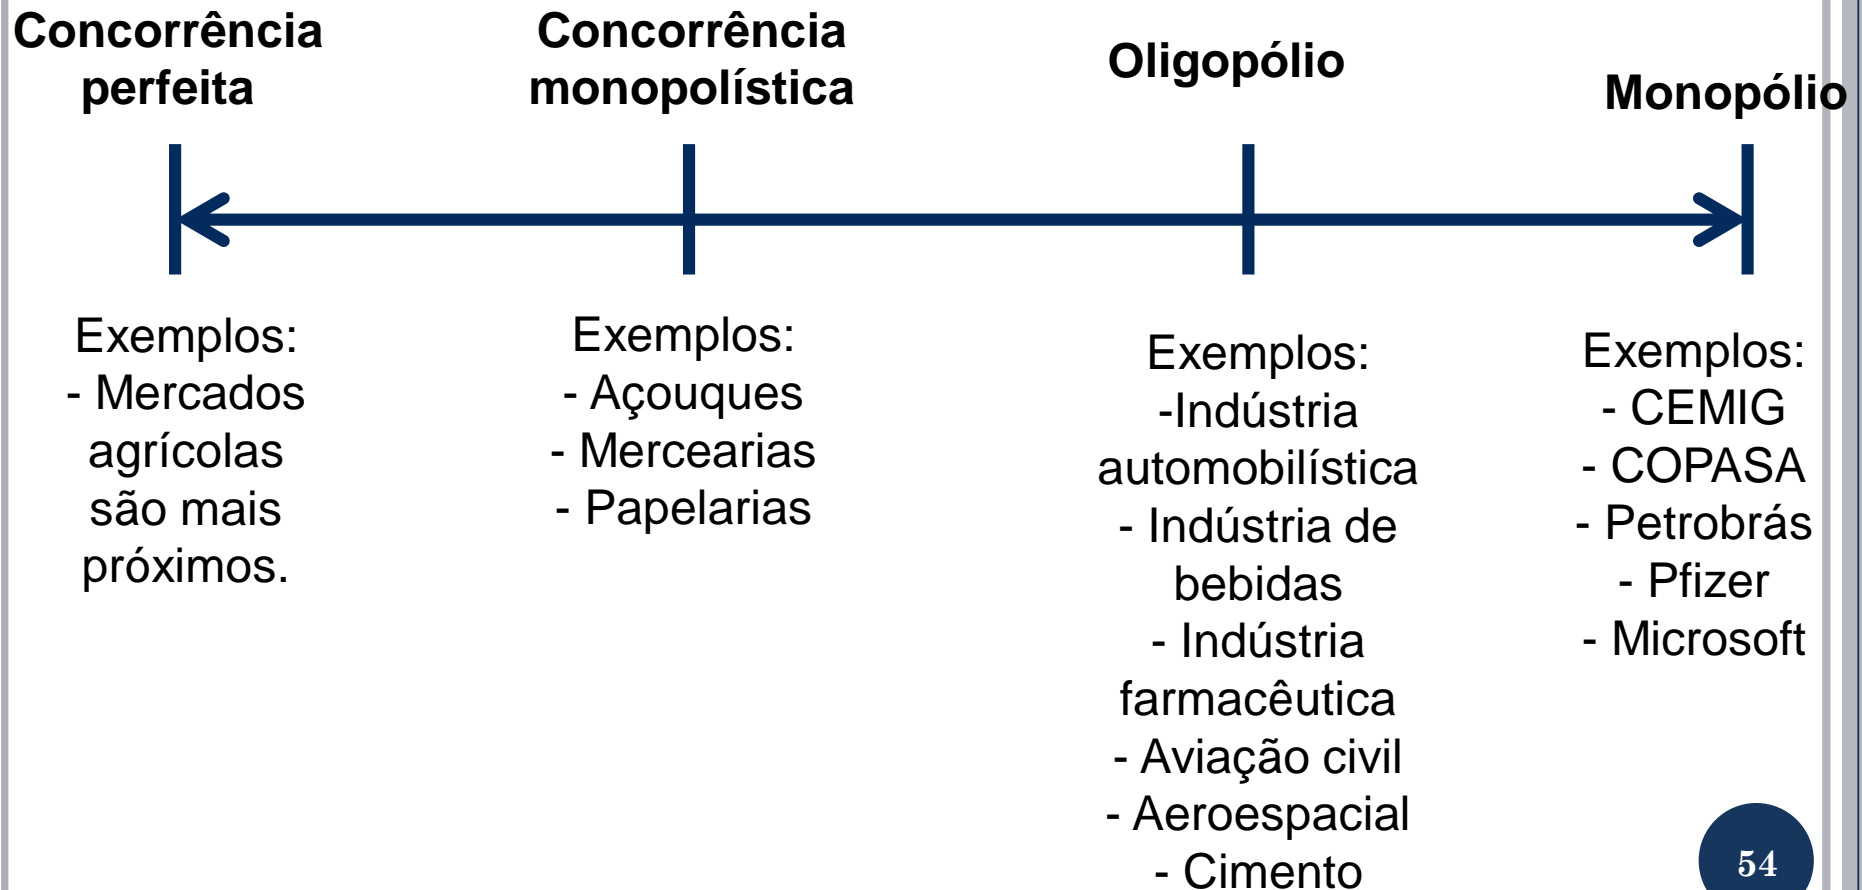 Concorrência
perfeita
Concorrência
monopolística
Oligopólio
Monopólio
Exemplos:
- Mercados
agrícolas
são mais
próximos.
Exemplos:
- Açouques
- Mercearias
- Papelarias
Exemplos:
-Indústria
automobilística
- Indústria de
bebidas
- Indústria
farmacêutica
- Aviação civil
- Aeroespacial
- Cimento
Exemplos:
- CEMIG
- COPASA
- Petrobrás
- Pfizer
- Microsoft
54